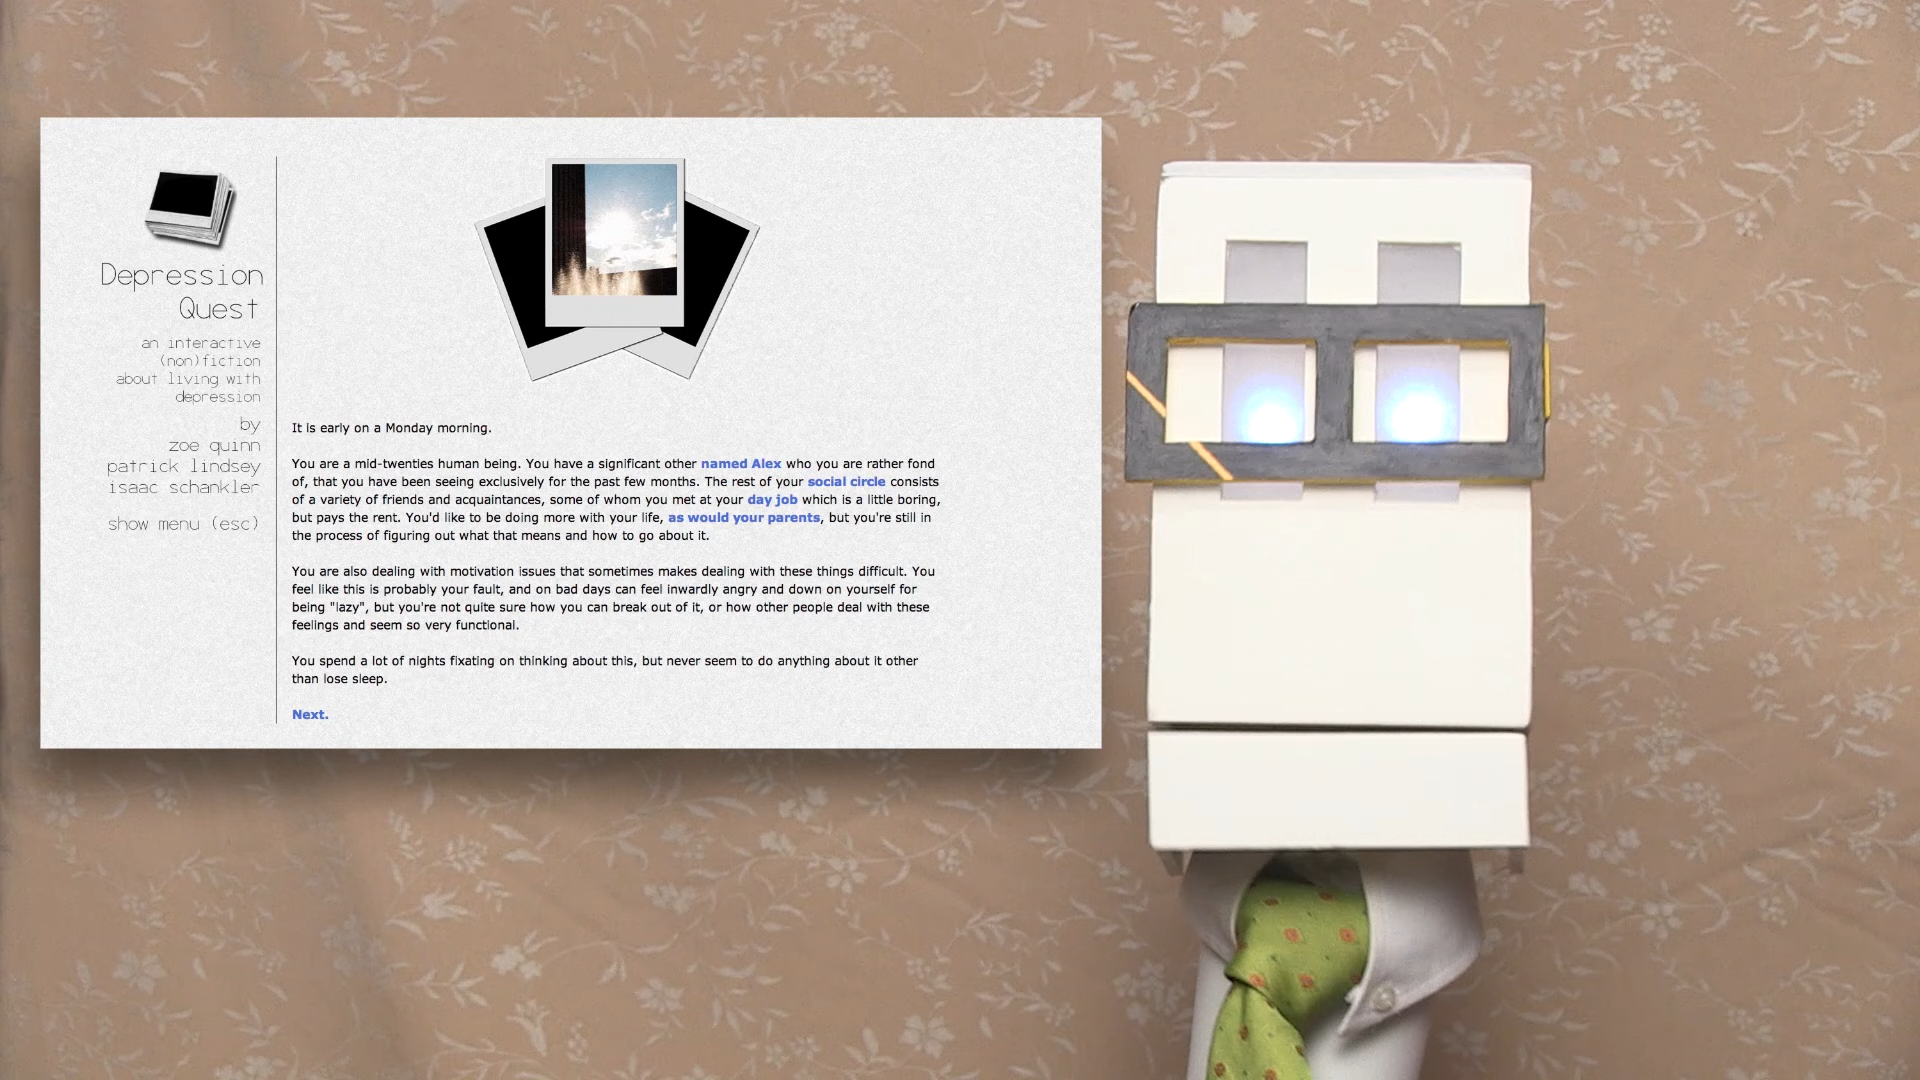 Depression
Quest
an interactive
(non)fiction
about living with
depression
by
zoe quinn
patrick lindsey
isaac schankler
show menu (esc)
It is early on a Monday morning.
You are a mid-twenties human being. You have a significant other named Alex who you are rather fond
of, that you have been seeing exclusively for the past few months. The rest of your social circle consists
of a variety of friends and acquaintances, some of whom you met at your day job which is a little boring,
but pays the rent. You'd like to be doing more with your life, as would your parents, but you're still in
the process of figuring out what that means and how to go about it.
You are also dealing with motivation issues that sometimes makes dealing with these things difficult. You
feel like this is probably your fault, and on bad days can feel inwardly angry and down on yourself for
being "lazy", but you're not quite sure how you can break out of it, or how other people deal with these
feelings and seem so very functional.
You spend a lot of nights fixating on thinking about this, but never seem to do anything about it other
than lose sleep.
Next.